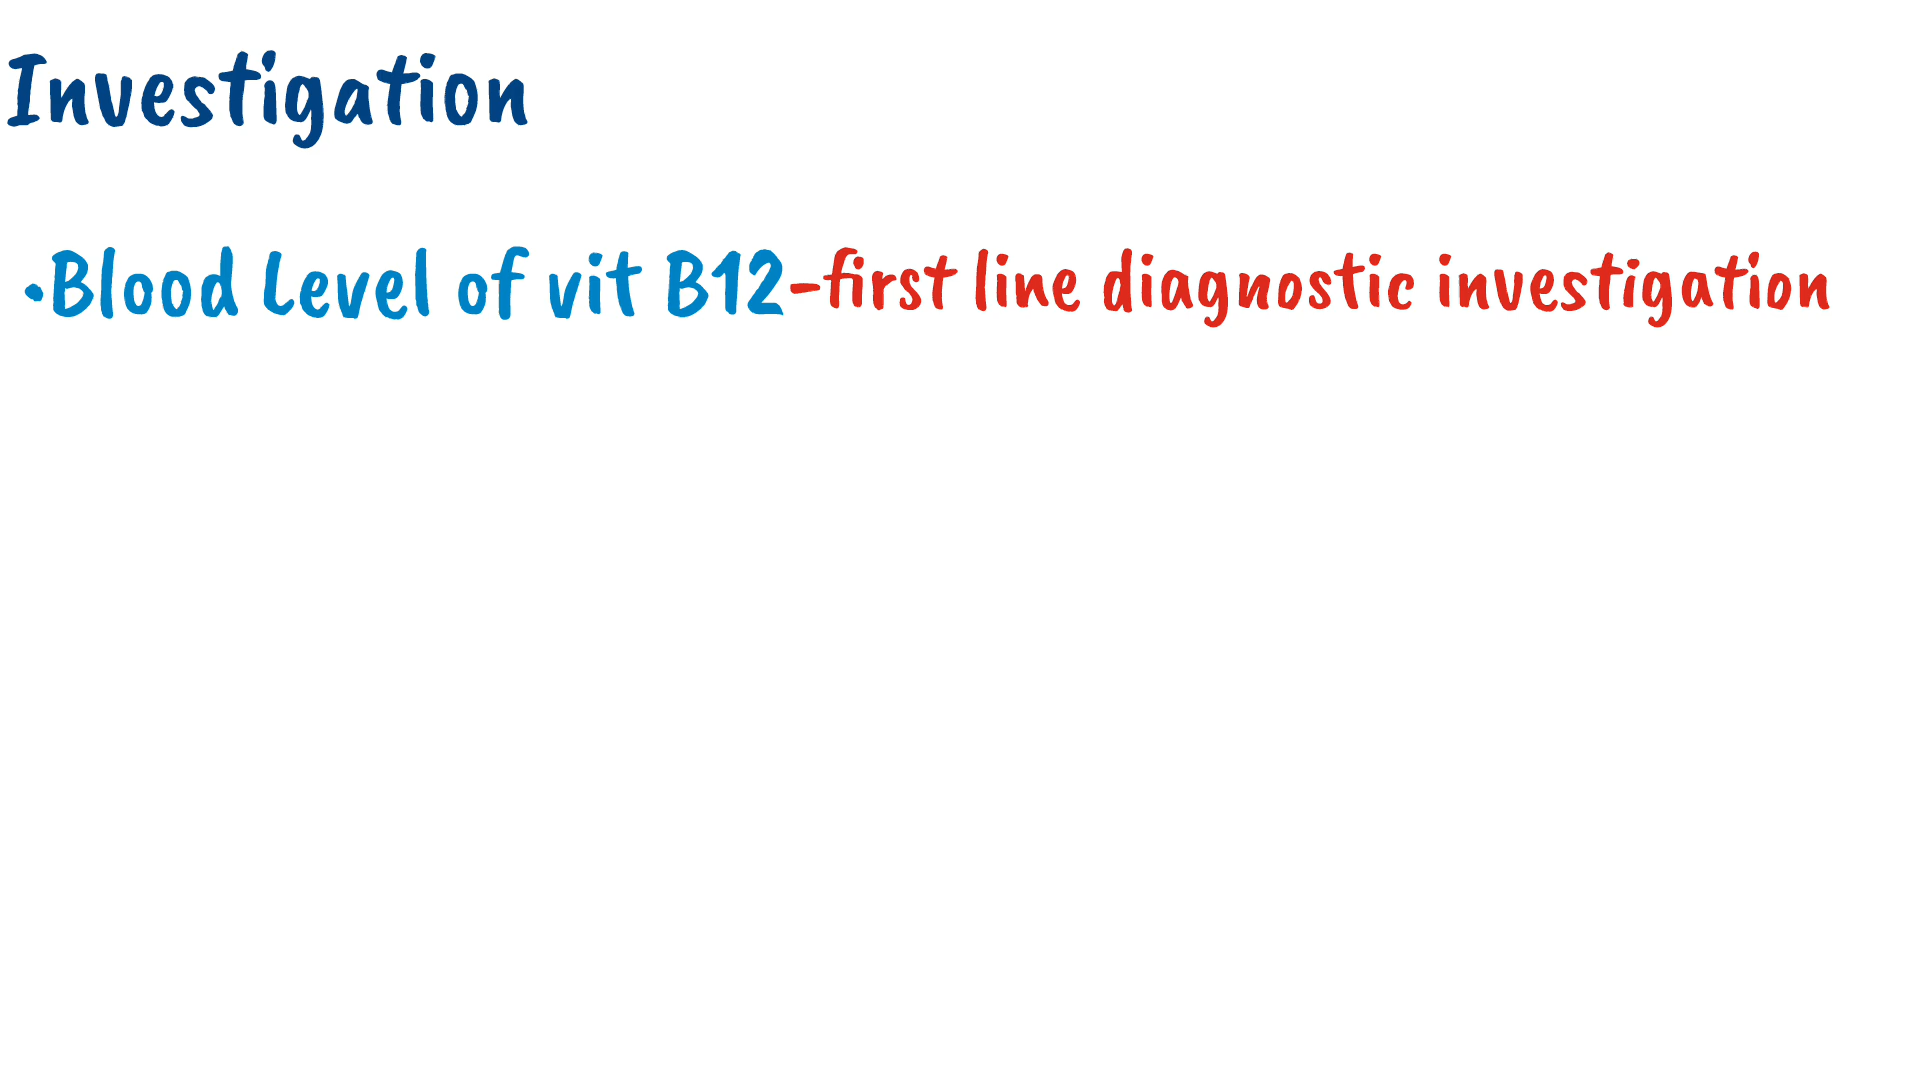 Investigation
•Blood Level of vit B12-first line diagnostic investigation